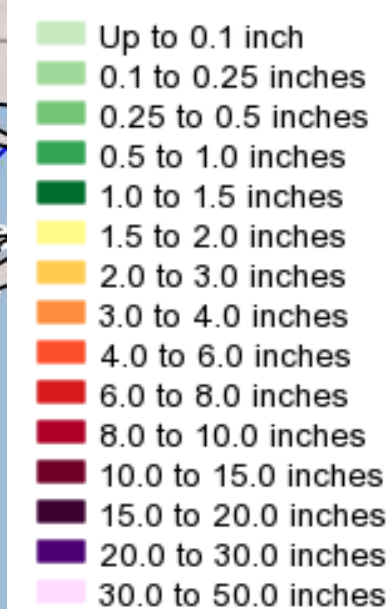 Up to 0.1 inch
0.1 to 0.25 inches
0.25 to 0.5 inches
0.5 to 1.0 inches
1.0 to 1.5 inches
1.5 to 2.0 inches
2.0 to 3.0 inches
3.0 to 4.0 inches
4.0 to 6.0 inches
6.0 to 8.0 inches
8.0 to 10.0 inches
10.0 to 15.0 inches
15.0 to 20.0 inches
20.0 to 30.0 inches
30.0 to 50.0 inches